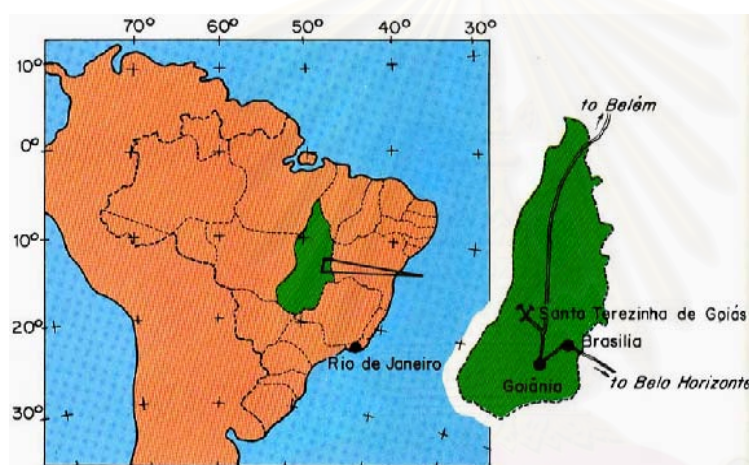 70° 60° 50° 40° 30°
10°
0°
10°
20°
30°
Rio de Janeiro
to Belém
Santa Terezinha de Goiás
Brasilia
Goiânia
to Belo Horizonte